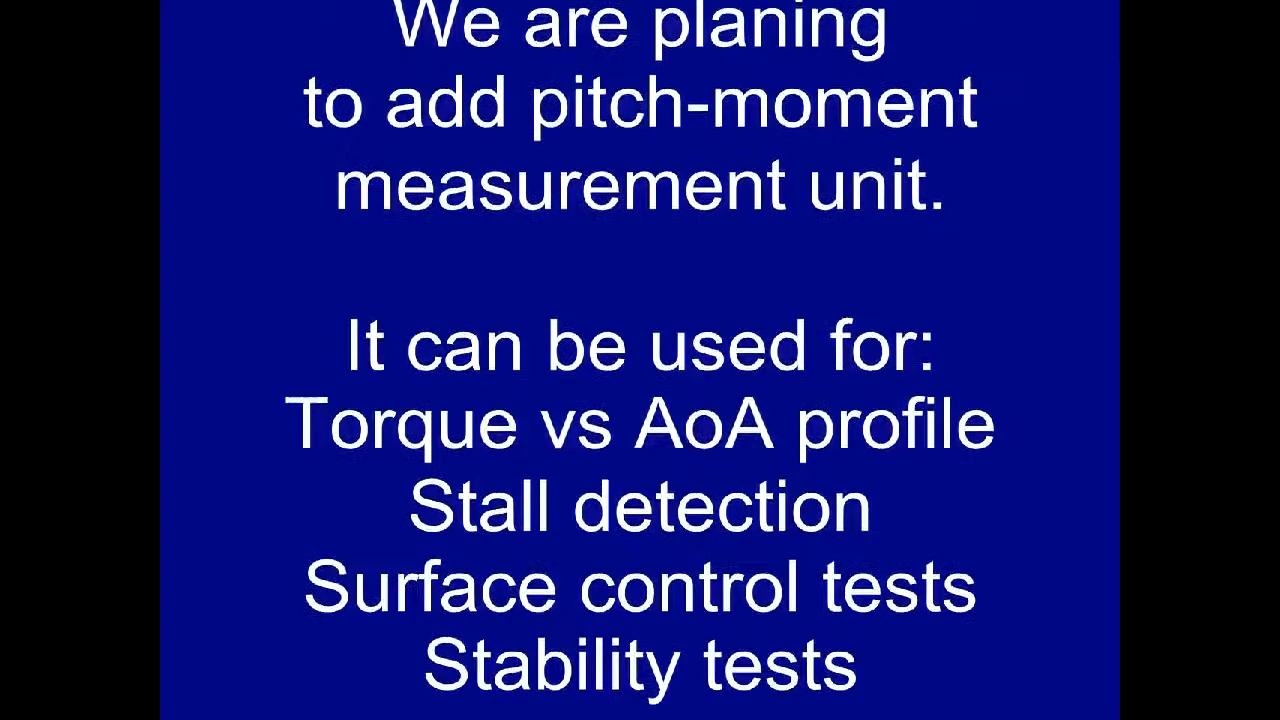 We are planing
to add pitch-moment
measurement unit.
It can be used for:
Torque vs AoA profile
Stall detection
Surface control tests
Stability tests